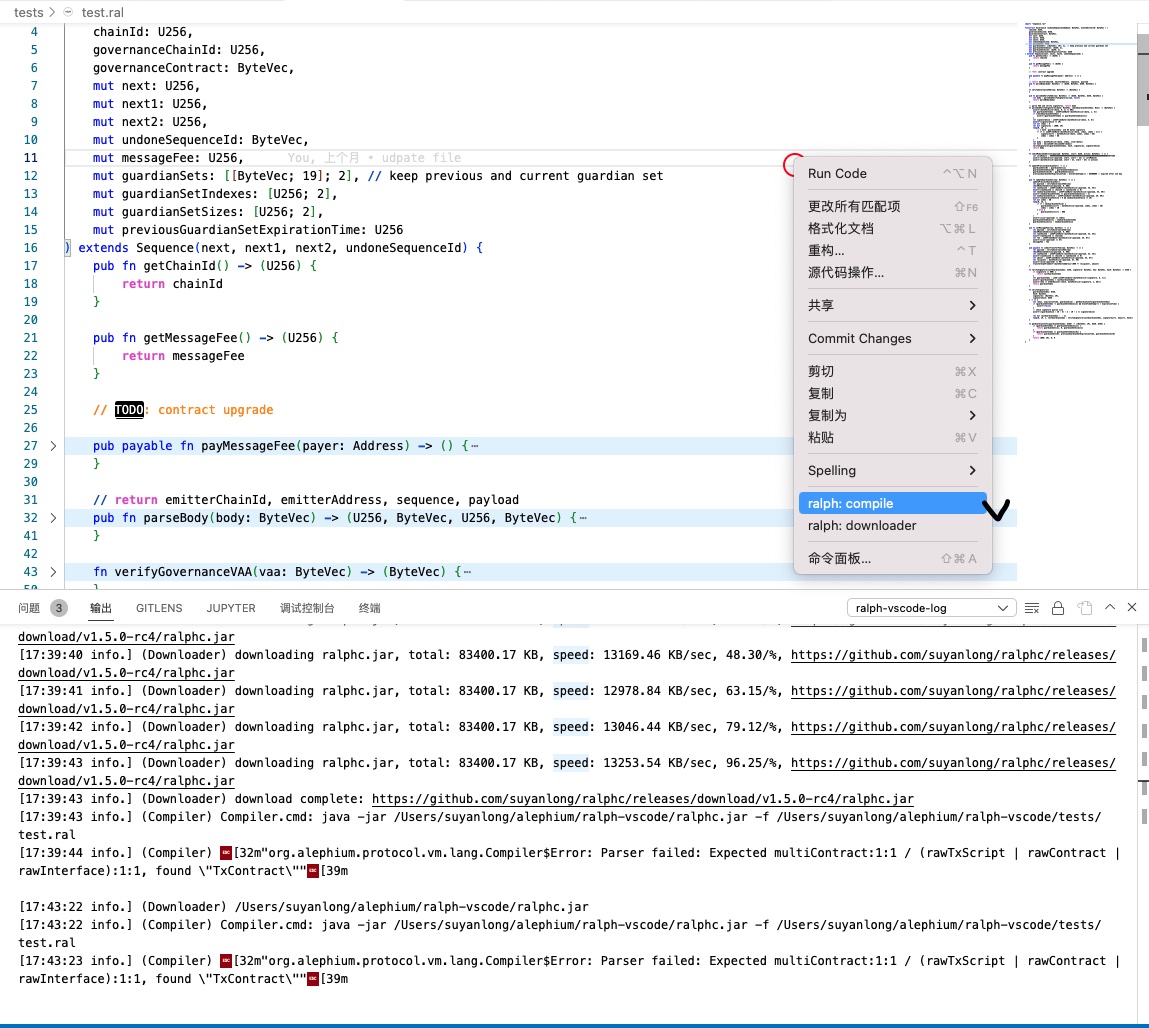 tests > test.ral
4 chainId: U256,
5 governanceChainId: U256,
6 governanceContract: ByteVec,
7 mut next: U256,
8 mut next1: U256,
9 mut next2: U256,
10 mut undoneSequenceId: ByteVec,
11 mut messageFee: U256, You, 上个月 • udpate file
12 mut guardianSets: [[ByteVec; 19]; 2], // keep previous and current guardian set
13 mut guardianSetIndexes: [U256; 2],
14 mut guardianSetSizes: [U256; 2],
15 mut previousGuardianSetExpirationTime: U256
16 ) extends Sequence(next, next1, next2, undoneSequenceId) {
17 pub fn getChainId() -> (U256) {
18 return chainId
19 }
20
21 pub fn getMessageFee() -> (U256) {
22 return messageFee
23 }
24
25 // TODO: contract upgrade
26
27 pub payable fn payMessageFee(payer: Address) -> () {⋯
29 }
30
31 // return emitterChainId, emitterAddress, sequence, payload
32 pub fn parseBody(body: ByteVec) -> (U256, ByteVec, U256, ByteVec) {⋯
41 }
42
43 fn verifyGovernanceVAA(vaa: ByteVec) -> (ByteVec) {⋯
50 }
Run Code ⌃⌥N
更改所有匹配项 ⇧F6
格式化文档 ⌥⌘L
重构... ⌃T
源代码操作... ⌘N
共享
Commit Changes
剪切 ⌘X
复制 ⌘C
复制为
粘贴 ⌘V
Spelling
ralph: compile
ralph: downloader
命令面板... ⇧⌘A
问题 3 输出 GITLENS JUPYTER 调试控制台 终端 ralph-vscode-log
download/v1.5.0-rc4/ralphc.jar
[17:39:40 info.] (Downloader) downloading ralphc.jar, total: 83400.17 KB, speed: 13169.46 KB/sec, 48.30/%, https://github.com/suyanlong/ralphc/releases/
download/v1.5.0-rc4/ralphc.jar
[17:39:41 info.] (Downloader) downloading ralphc.jar, total: 83400.17 KB, speed: 12978.84 KB/sec, 63.15/%, https://github.com/suyanlong/ralphc/releases/
download/v1.5.0-rc4/ralphc.jar
[17:39:42 info.] (Downloader) downloading ralphc.jar, total: 83400.17 KB, speed: 13046.44 KB/sec, 79.12/%, https://github.com/suyanlong/ralphc/releases/
download/v1.5.0-rc4/ralphc.jar
[17:39:43 info.] (Downloader) downloading ralphc.jar, total: 83400.17 KB, speed: 13253.54 KB/sec, 96.25/%, https://github.com/suyanlong/ralphc/releases/
download/v1.5.0-rc4/ralphc.jar
[17:39:43 info.] (Downloader) download complete: https://github.com/suyanlong/ralphc/releases/download/v1.5.0-rc4/ralphc.jar
[17:39:43 info.] (Compiler) Compiler.cmd: java -jar /Users/suyanlong/alephium/ralph-vscode/ralphc.jar -f /Users/suyanlong/alephium/ralph-vscode/tests/
test.ral
[17:39:44 info.] (Compiler) ESC[32m"org.alephium.protocol.vm.lang.Compiler$Error: Parser failed: Expected multiContract:1:1 / (rawTxScript | rawContract |
rawInterface):1:1, found \"TxContract\""ESC[39m
[17:43:22 info.] (Downloader) /Users/suyanlong/alephium/ralph-vscode/ralphc.jar
[17:43:22 info.] (Compiler) Compiler.cmd: java -jar /Users/suyanlong/alephium/ralph-vscode/ralphc.jar -f /Users/suyanlong/alephium/ralph-vscode/tests/
test.ral
[17:43:23 info.] (Compiler) ESC[32m"org.alephium.protocol.vm.lang.Compiler$Error: Parser failed: Expected multiContract:1:1 / (rawTxScript | rawContract |
rawInterface):1:1, found \"TxContract\""ESC[39m